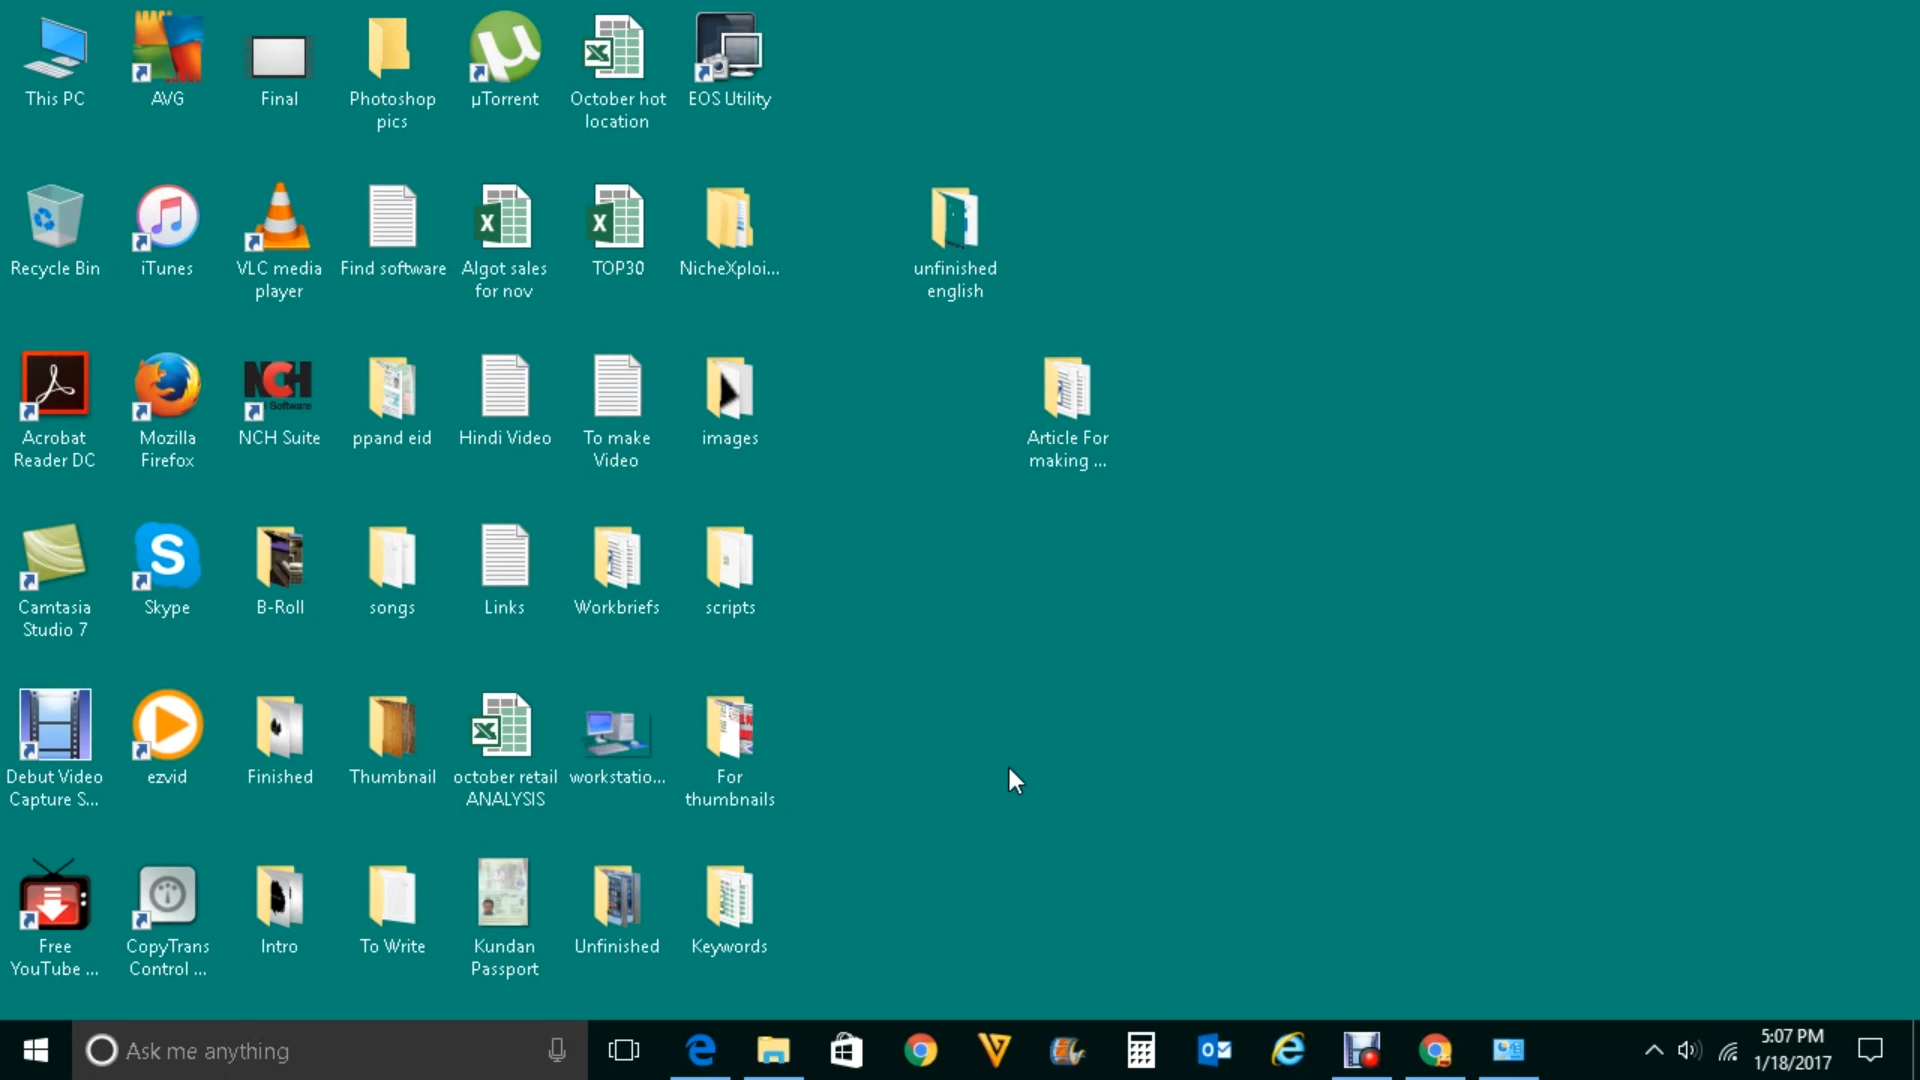 This PC
AVG
Final
Photoshop
pics
µTorrent
October hot
location
EOS Utility
Recycle Bin
iTunes
VLC media
player
Find software
Algot sales
for nov
TOP30
NicheXploi...
unfinished
english
Acrobat
Reader DC
Mozilla
Firefox
NCH
Software
NCH Suite
ppand eid
Hindi Video
To make
Video
images
Article For
making ...
Camtasia
Studio 7
Skype
B-Roll
songs
Links
Workbriefs
scripts
Debut Video
Capture S...
ezvid
Finished
Thumbnail
october retail
ANALYSIS
workstatio...
For
thumbnails
Free
YouTube ...
CopyTrans
Control ...
Intro
To Write
Kundan
Passport
Unfinished
Keywords
Ask me anything
5:07 PM
1/18/2017